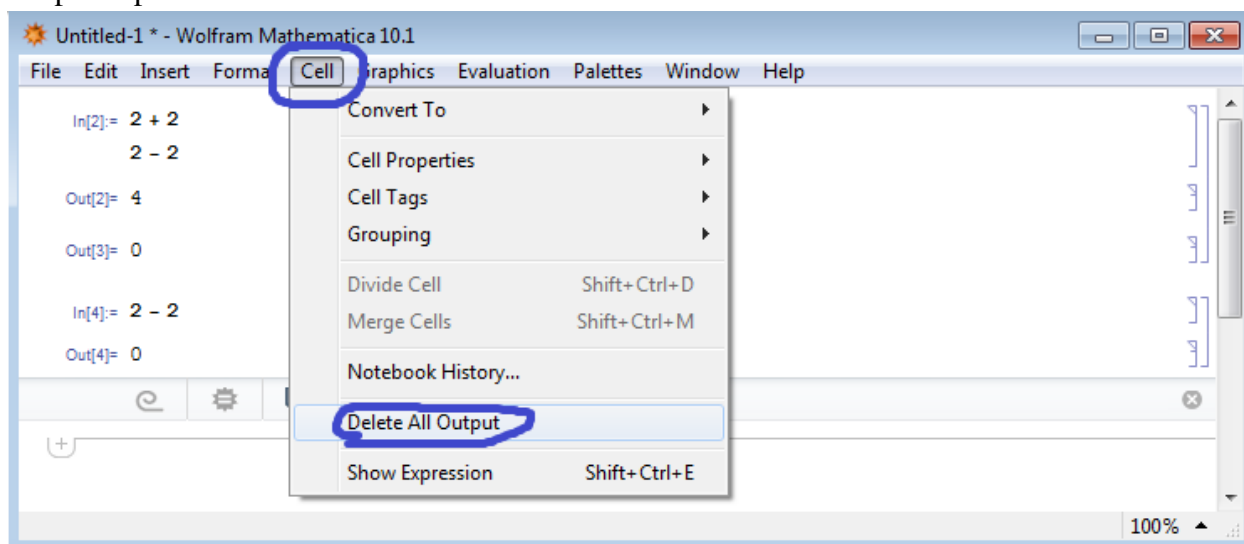 Untitled-1 * - Wolfram Mathematica 10.1
File Edit Insert Forma Cell Graphics Evaluation Palettes Window Help
In[2]:= 2 + 2
2 - 2
Out[2]= 4
Out[3]= 0
In[4]:= 2 - 2
Out[4]= 0
Convert To
Cell Properties
Cell Tags
Grouping
Divide Cell Shift+Ctrl+D
Merge Cells Shift+Ctrl+M
Notebook History...
Delete All Output
Show Expression Shift+Ctrl+E
100%